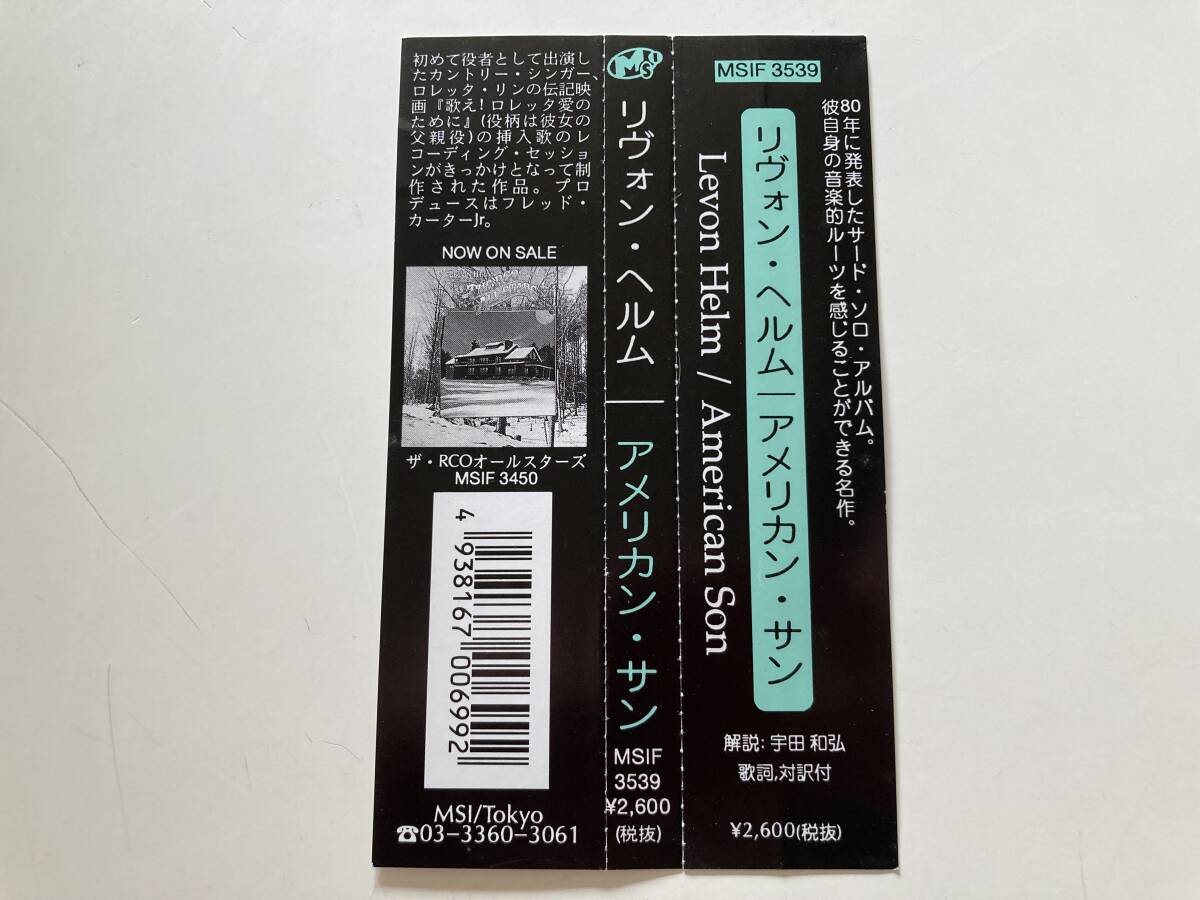 初めて役者として出演し
たカントリー・シンガー、
ロレッタ・リンの伝記映
画『歌え!ロレッタ愛の
ために』(役柄は彼女の
父親役)の挿入歌のレ
コーディング・セッショ
ンがきっかけとなって制
作された作品。プロ
デュースはフレッド・
カーターJr。
NOW ON SALE
ザ・RCOオールスターズ
MSIF 3450
4 938167 006992
MSI/Tokyo
☎03-3360-3061
リヴォン・ヘルム|アメリカン・サン
MSIF
3539
¥2,600
(税抜)
MSIF 3539
80年に発表したサード・ソロ・アルバム。
彼自身の音楽的ルーツを感じることができる名作。
リヴォン・ヘルム|アメリカン・サン
Levon Helm / American Son
解説:宇田 和弘
歌詞,対訳付
¥2,600(税抜)